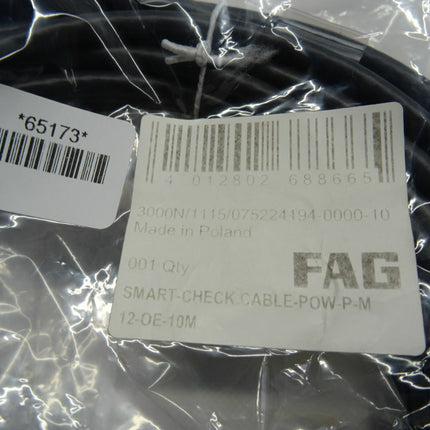 *65173*
4 012802 688665
3000N/1115/075224194-0000-10
Made in Poland
001 Qty
FAG
SMART-CHECK.CABLE-POW-P-M
12-OE-10M